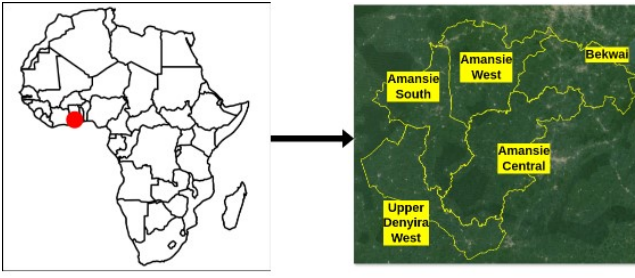 Bekwai
Amansie
West
Amansie
South
Amansie
Central
Upper
Denyira
West